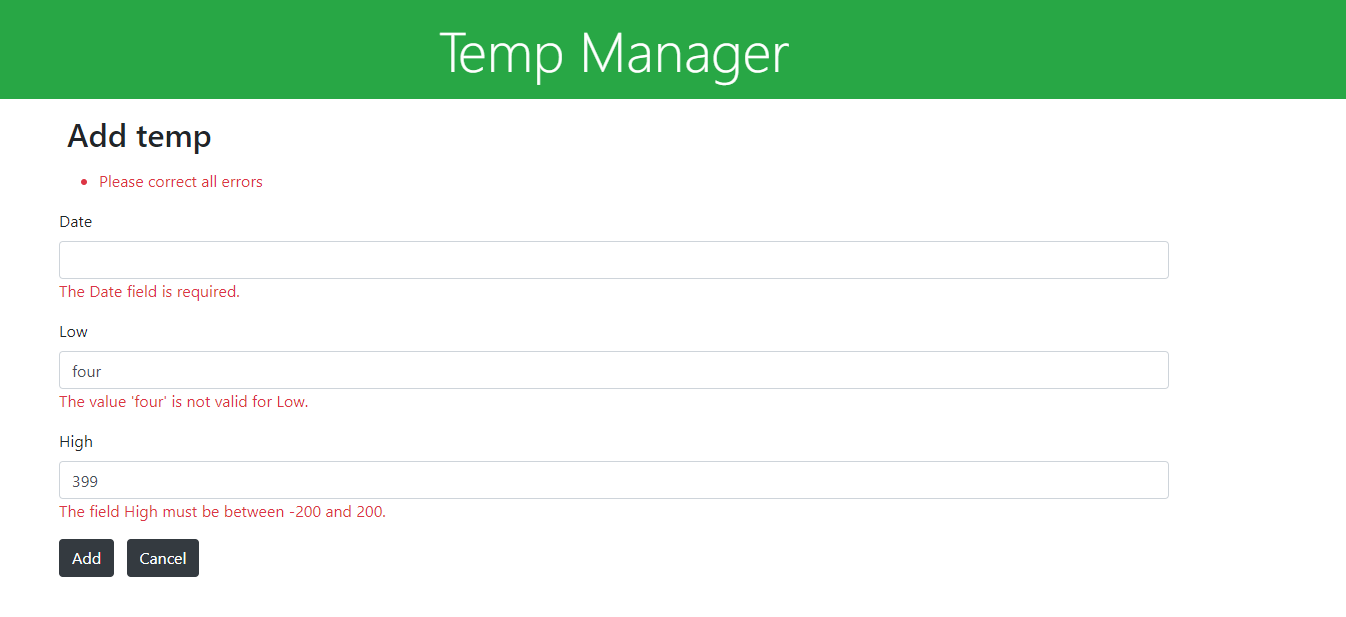 Temp Manager
Add temp
• Please correct all errors
Date
The Date field is required.
Low
four
The value 'four' is not valid for Low.
High
399
The field High must be between -200 and 200.
Add Cancel